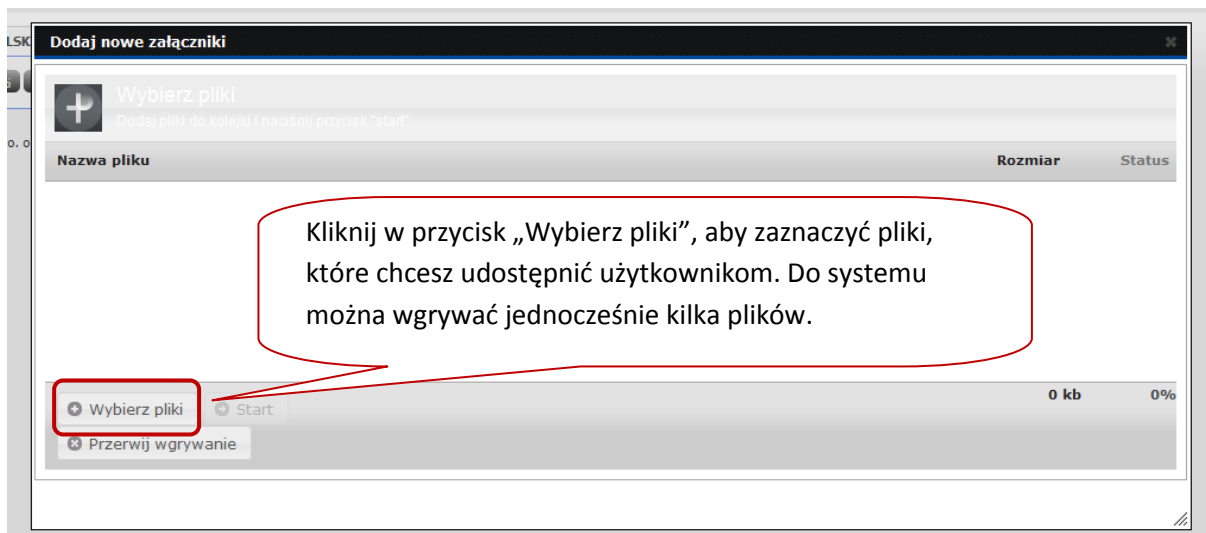 LSK
Dodaj nowe załączniki
Wybierz pliki
Dodaj pliki do kolejki i naciśnij przycisk "start"
o. o
Nazwa pliku Rozmiar Status
Kliknij w przycisk „Wybierz pliki”, aby zaznaczyć pliki,
które chcesz udostępnić użytkownikom. Do systemu
można wgrywać jednocześnie kilka plików.
Wybierz pliki Start 0 kb 0%
Przerwij wgrywanie